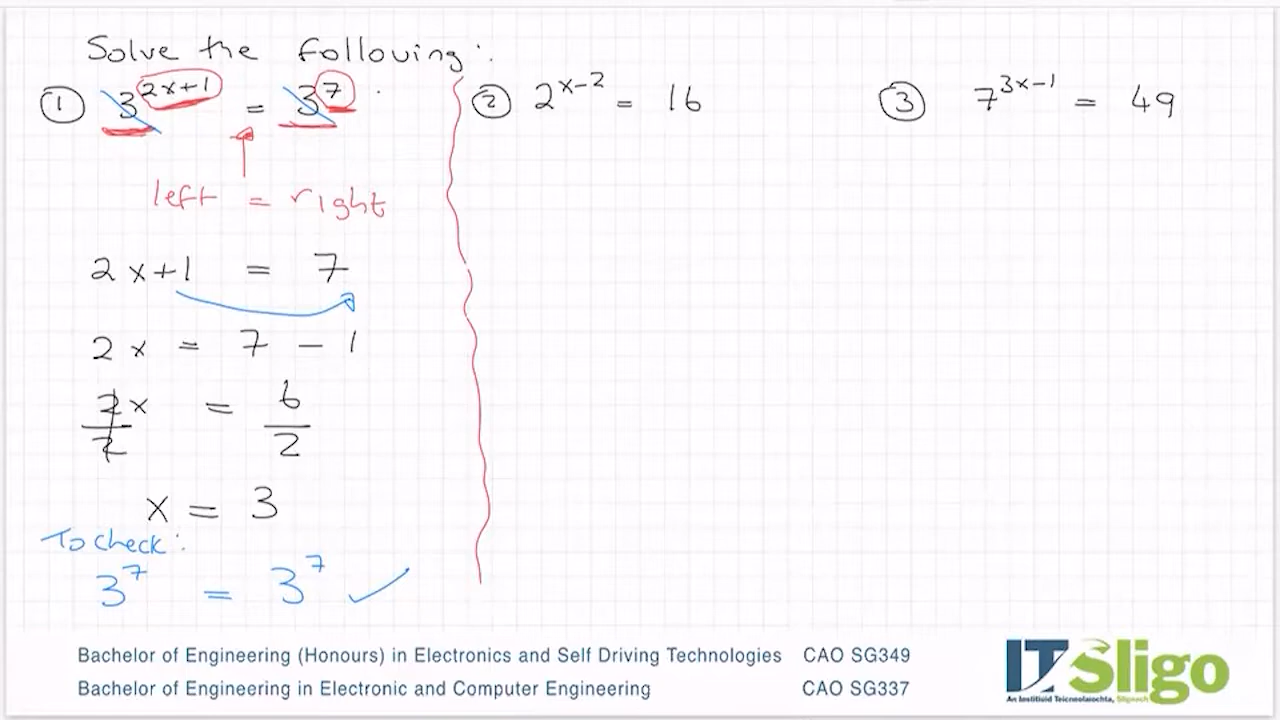 Solve the following:
① 3^(2x+1) = 3^7
left = right
2x+1 = 7
2x = 7 - 1
2x/2 = 6/2
x = 3
To check:
3^7 = 3^7 ✓
② 2^(x-2) = 16
③ 7^(3x-1) = 49
Bachelor of Engineering (Honours) in Electronics and Self Driving Technologies CAO SG349
Bachelor of Engineering in Electronic and Computer Engineering CAO SG337
IT Sligo
An Institiúid Teicneolaíochta, Sligeach